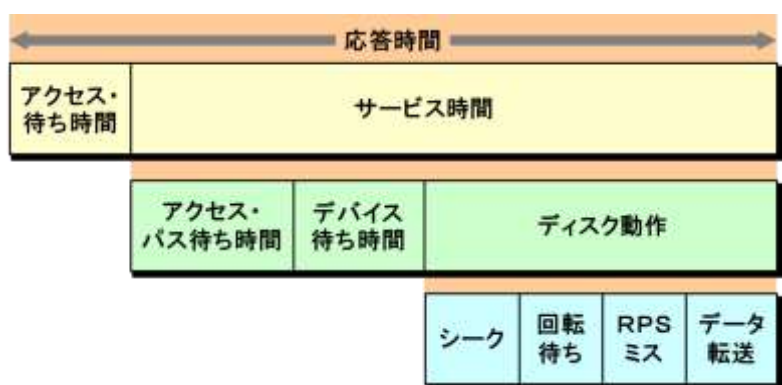 応答時間
アクセス・
待ち時間
サービス時間
アクセス・
パス待ち時間
デバイス
待ち時間
ディスク動作
シーク
回転
待ち
RPS
ミス
データ
転送